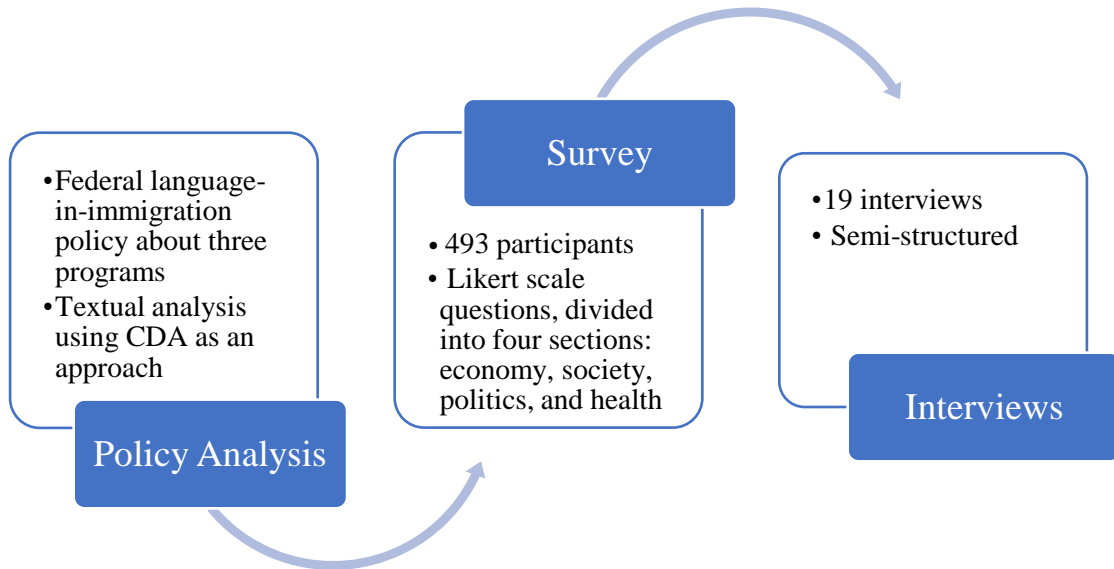 •Federal language-
in-immigration
policy about three
programs
•Textual analysis
using CDA as an
approach
Policy Analysis
Survey
• 493 participants
• Likert scale
questions, divided
into four sections:
economy, society,
politics, and health
•19 interviews
• Semi-structured
Interviews